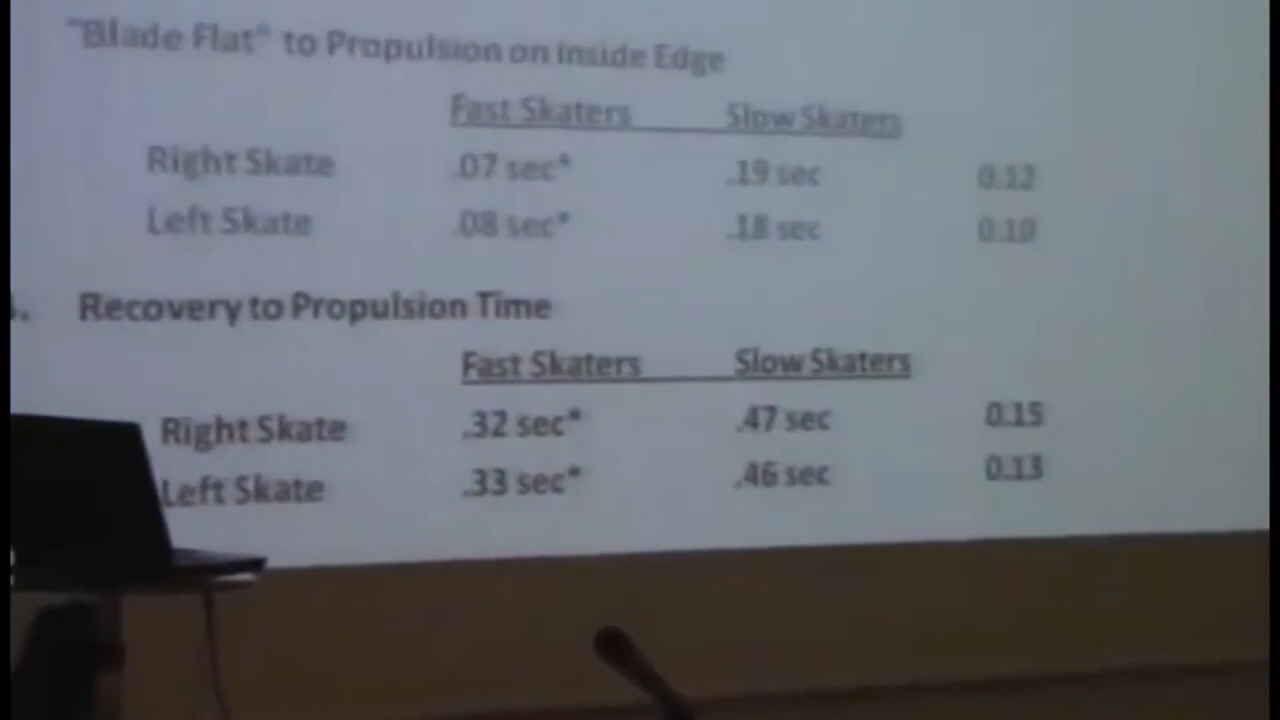 "Blade Flat" to Propulsion on Inside Edge
Fast Skaters Slow Skaters
Right Skate .07 sec* .19 sec 0.12
Left Skate .08 sec* .18 sec 0.10
Recovery to Propulsion Time
Fast Skaters Slow Skaters
Right Skate .32 sec* .47 sec 0.15
Left Skate .33 sec* .46 sec 0.13